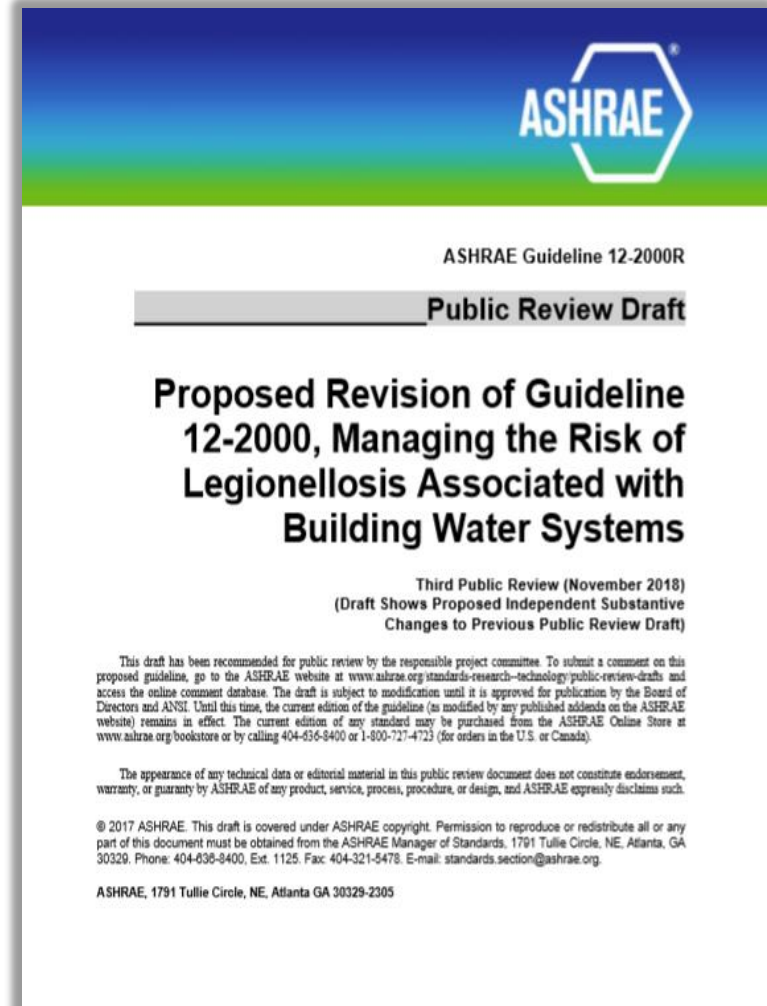 ASHRAE®
ASHRAE Guideline 12-2000R
Public Review Draft
Proposed Revision of Guideline
12-2000, Managing the Risk of
Legionellosis Associated with
Building Water Systems
Third Public Review (November 2018)
(Draft Shows Proposed Independent Substantive
Changes to Previous Public Review Draft)
This draft has been recommended for public review by the responsible project committee. To submit a comment on this
proposed guideline, go to the ASHRAE website at www.ashrae.org/standards-research--technology/public-review-drafts and
access the online comment database. The draft is subject to modification until it is approved for publication by the Board of
Directors and ANSI. Until this time, the current edition of the guideline (as modified by any published addenda on the ASHRAE
website) remains in effect. The current edition of any standard may be purchased from the ASHRAE Online Store at
www.ashrae.org/bookstore or by calling 404-636-8400 or 1-800-727-4723 (for orders in the U.S. or Canada).
The appearance of any technical data or editorial material in this public review document does not constitute endorsement,
warranty, or guaranty by ASHRAE of any product, service, process, procedure, or design, and ASHRAE expressly disclaims such.
© 2017 ASHRAE. This draft is covered under ASHRAE copyright. Permission to reproduce or redistribute all or any
part of this document must be obtained from the ASHRAE Manager of Standards, 1791 Tullie Circle, NE, Atlanta, GA
30329. Phone: 404-636-8400, Ext. 1125. Fax: 404-321-5478. E-mail: standards.section@ashrae.org.
ASHRAE, 1791 Tullie Circle, NE, Atlanta GA 30329-2305